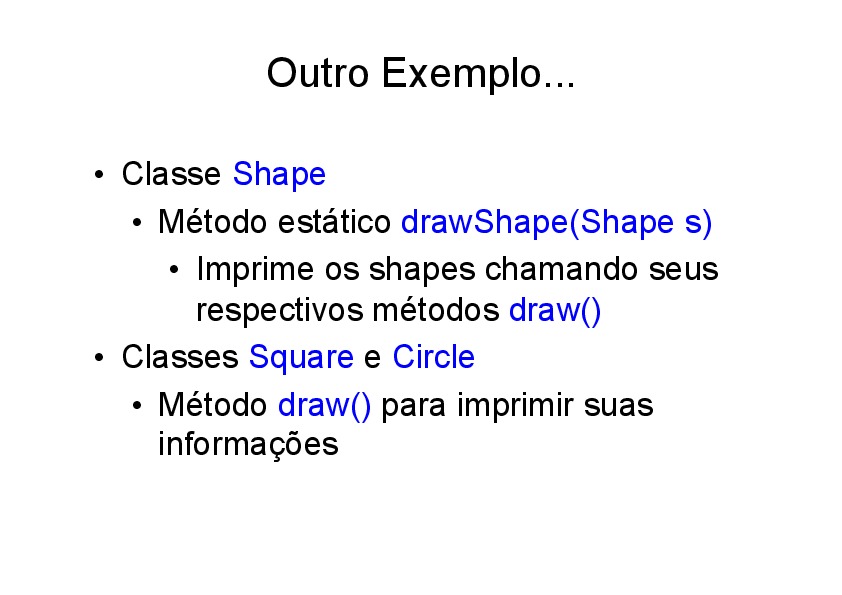 Outro Exemplo...
• Classe Shape
• Método estático drawShape(Shape s)
• Imprime os shapes chamando seus
respectivos métodos draw()
• Classes Square e Circle
• Método draw() para imprimir suas
informações